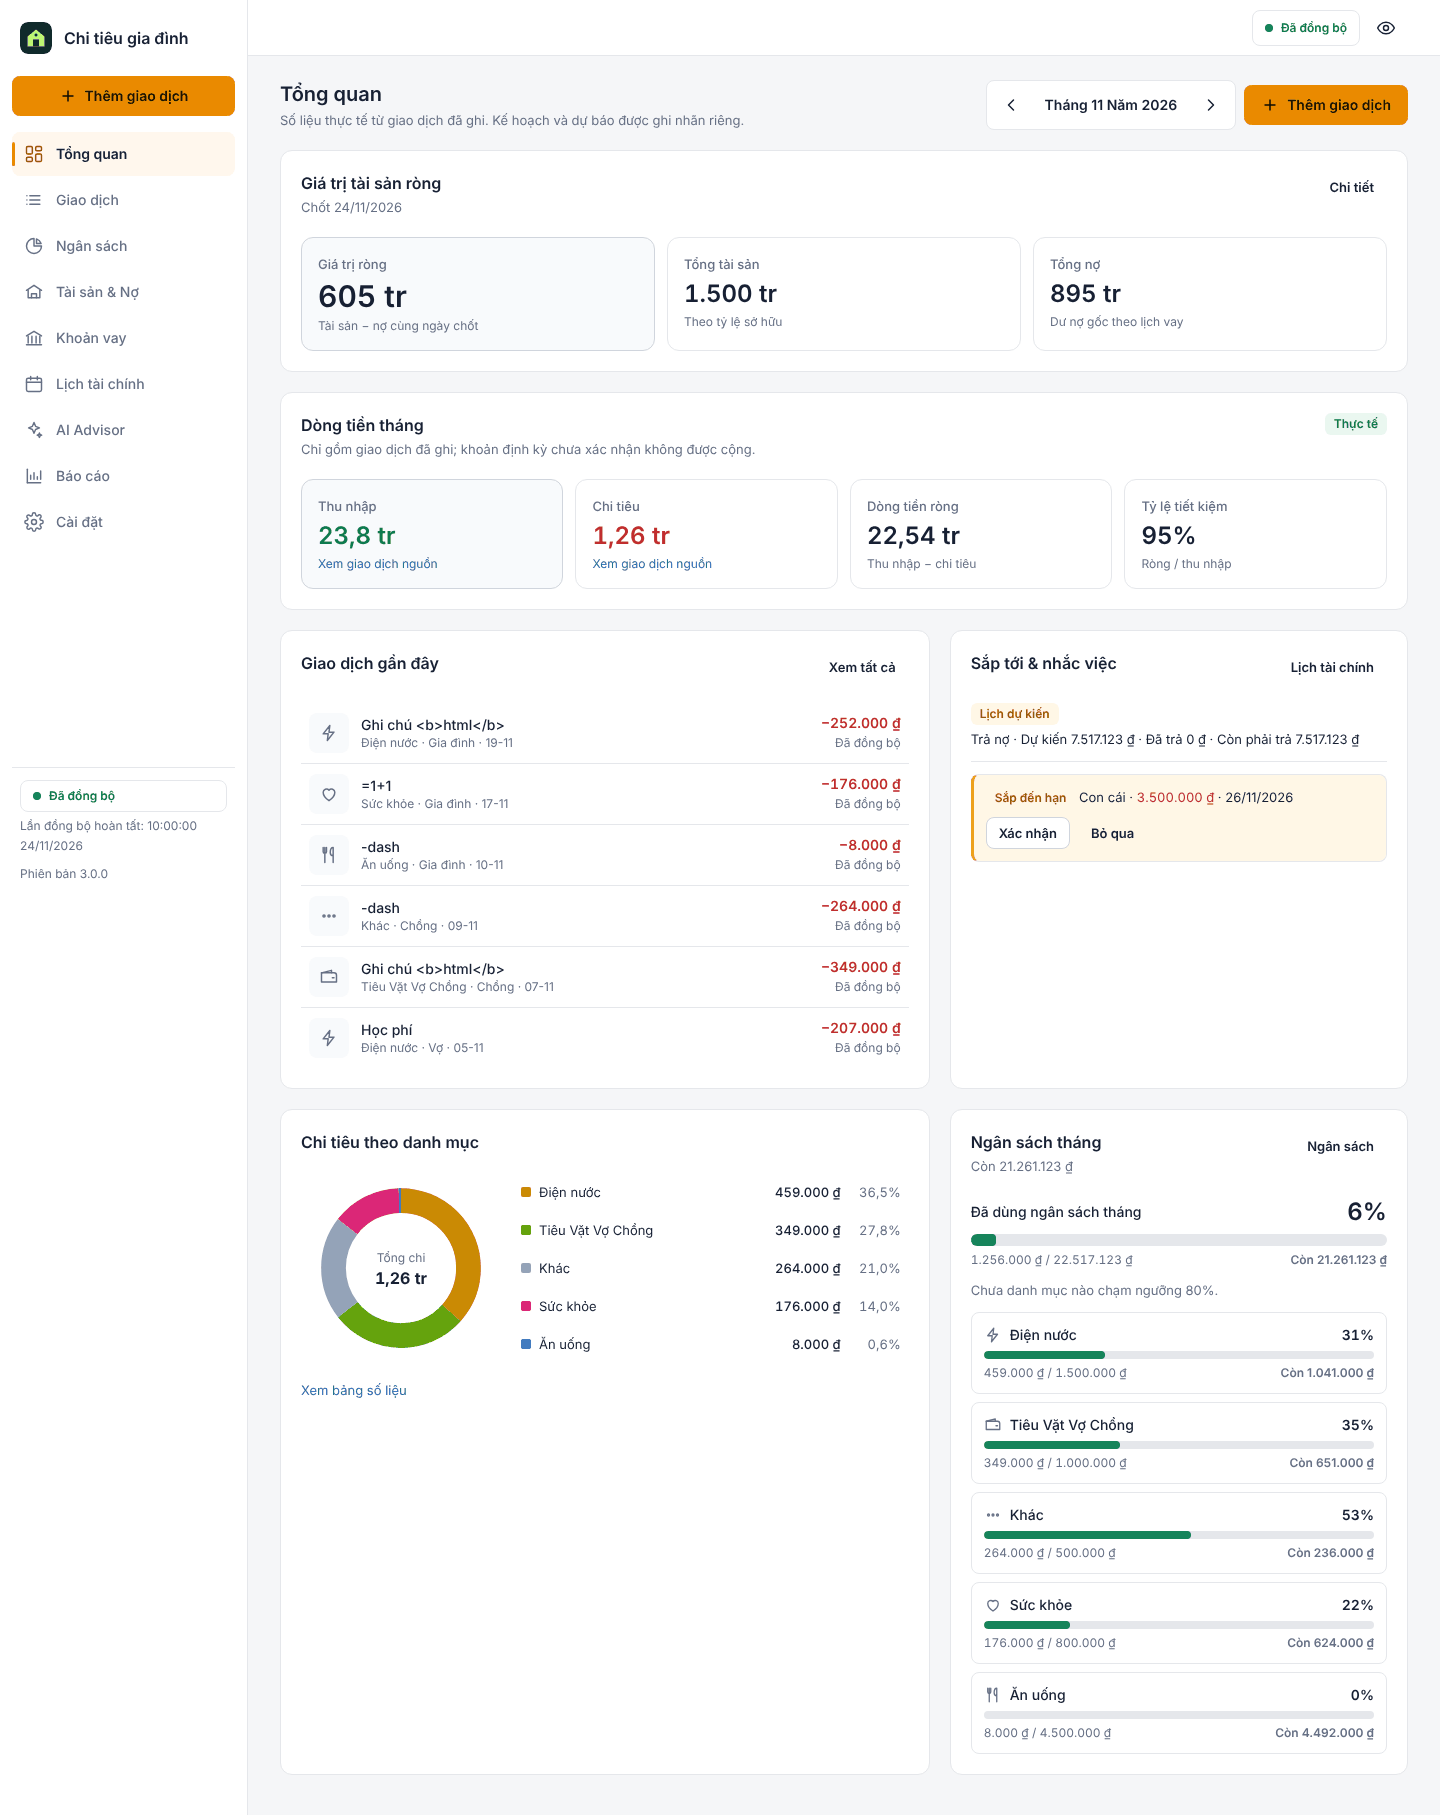 Chi tiêu gia đình
Thêm giao dịch
Tổng quan
Giao dịch
Ngân sách
Tài sản & Nợ
Khoản vay
Lịch tài chính
AI Advisor
Báo cáo
Cài đặt
Đã đồng bộ
Lần đồng bộ hoàn tất: 10:00:00
24/11/2026
Phiên bản 3.0.0
Đã đồng bộ
Tổng quan
Số liệu thực tế từ giao dịch đã ghi. Kế hoạch và dự báo được ghi nhãn riêng.
Tháng 11 Năm 2026
Thêm giao dịch
Giá trị tài sản ròng
Chốt 24/11/2026
Chi tiết
Giá trị ròng
605 tr
Tài sản − nợ cùng ngày chốt
Tổng tài sản
1.500 tr
Theo tỷ lệ sở hữu
Tổng nợ
895 tr
Dư nợ gốc theo lịch vay
Dòng tiền tháng
Chỉ gồm giao dịch đã ghi; khoản định kỳ chưa xác nhận không được cộng.
Thực tế
Thu nhập
23,8 tr
Xem giao dịch nguồn
Chi tiêu
1,26 tr
Xem giao dịch nguồn
Dòng tiền ròng
22,54 tr
Thu nhập − chi tiêu
Tỷ lệ tiết kiệm
95%
Ròng / thu nhập
Giao dịch gần đây
Xem tất cả
Ghi chú <b>html</b>
−252.000 ₫
Điện nước · Gia đình · 19-11
Đã đồng bộ
=1+1
−176.000 ₫
Sức khỏe · Gia đình · 17-11
Đã đồng bộ
-dash
−8.000 ₫
Ăn uống · Gia đình · 10-11
Đã đồng bộ
-dash
−264.000 ₫
Khác · Chồng · 09-11
Đã đồng bộ
Ghi chú <b>html</b>
−349.000 ₫
Tiêu Vặt Vợ Chồng · Chồng · 07-11
Đã đồng bộ
Học phí
−207.000 ₫
Điện nước · Vợ · 05-11
Đã đồng bộ
Sắp tới & nhắc việc
Lịch tài chính
Lịch dự kiến
Trả nợ · Dự kiến 7.517.123 ₫ · Đã trả 0 ₫ · Còn phải trả 7.517.123 ₫
Sắp đến hạn Con cái · 3.500.000 ₫ · 26/11/2026
Xác nhận
Bỏ qua
Chi tiêu theo danh mục
Tổng chi
1,26 tr
Điện nước 459.000 ₫ 36,5%
Tiêu Vặt Vợ Chồng 349.000 ₫ 27,8%
Khác 264.000 ₫ 21,0%
Sức khỏe 176.000 ₫ 14,0%
Ăn uống 8.000 ₫ 0,6%
Xem bảng số liệu
Ngân sách tháng
Còn 21.261.123 ₫
Ngân sách
Đã dùng ngân sách tháng 6%
1.256.000 ₫ / 22.517.123 ₫ Còn 21.261.123 ₫
Chưa danh mục nào chạm ngưỡng 80%.
Điện nước 31%
459.000 ₫ / 1.500.000 ₫ Còn 1.041.000 ₫
Tiêu Vặt Vợ Chồng 35%
349.000 ₫ / 1.000.000 ₫ Còn 651.000 ₫
Khác 53%
264.000 ₫ / 500.000 ₫ Còn 236.000 ₫
Sức khỏe 22%
176.000 ₫ / 800.000 ₫ Còn 624.000 ₫
Ăn uống 0%
8.000 ₫ / 4.500.000 ₫ Còn 4.492.000 ₫